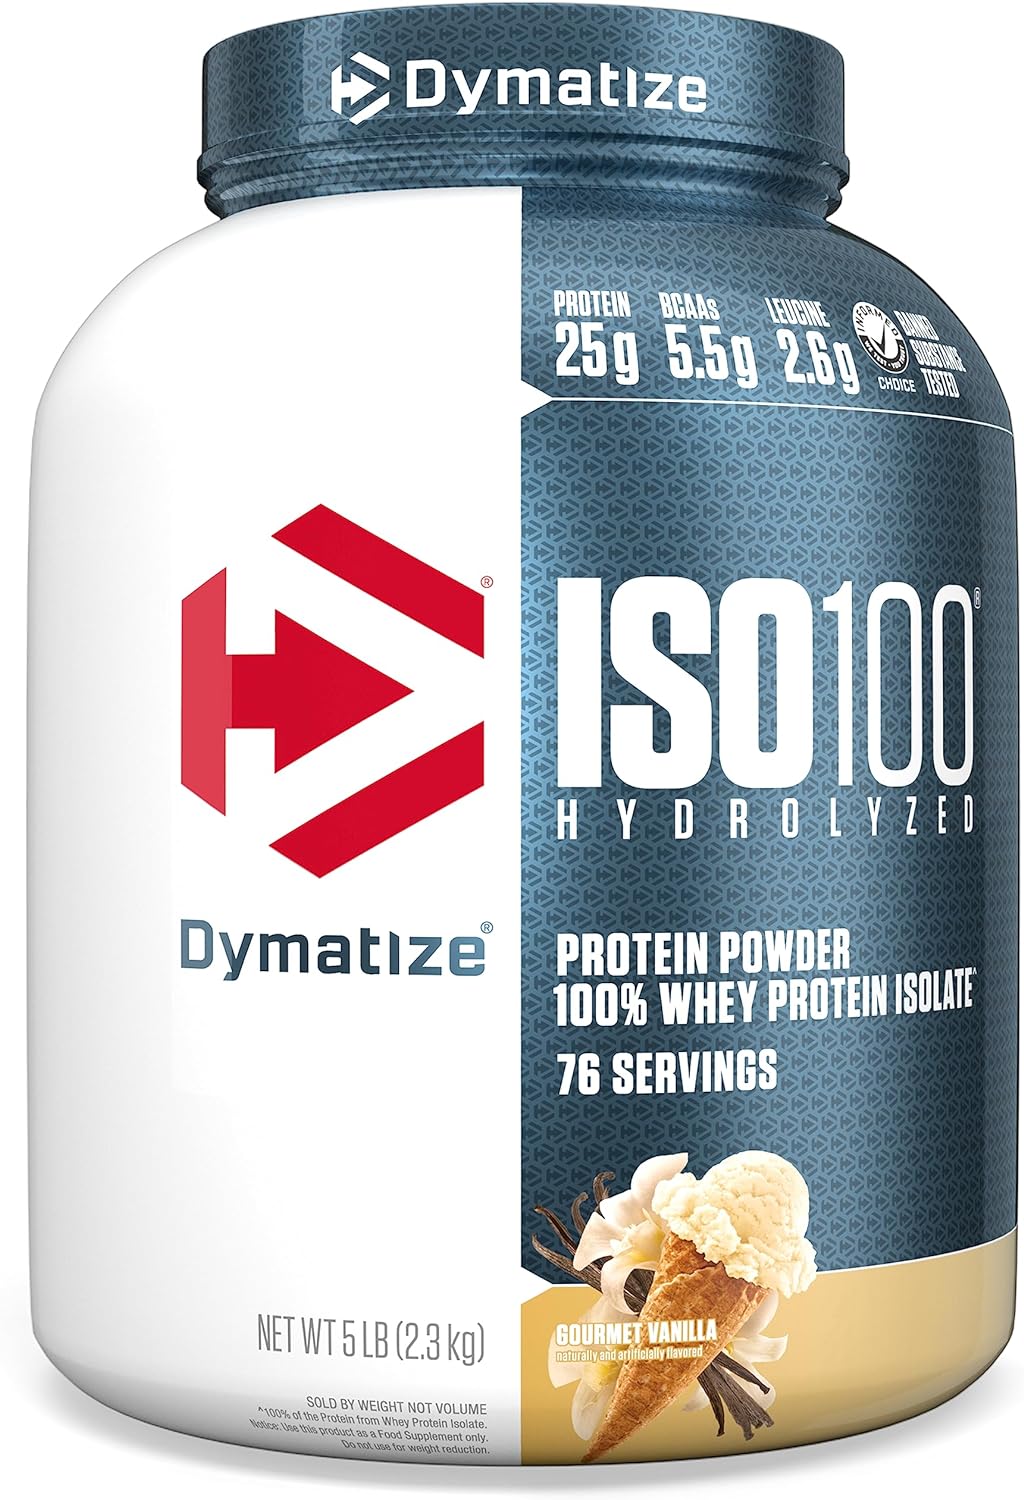 Dymatize
PROTEIN
25g
BCAAs
5.5g
LEUCINE
2.6g
INFORMED
CHOICE
BANNED
SUBSTANCE
TESTED
ISO100®
HYDROLYZED
®
Dymatize®
PROTEIN POWDER
100% WHEY PROTEIN ISOLATE^
76 SERVINGS
GOURMET VANILLA
naturally and artificially flavored
NET WT 5 LB (2.3 kg)
SOLD BY WEIGHT NOT VOLUME
^100% of the Protein from Whey Protein Isolate.
Notice: Use this product as a Food Supplement only.
Do not use for weight reduction.